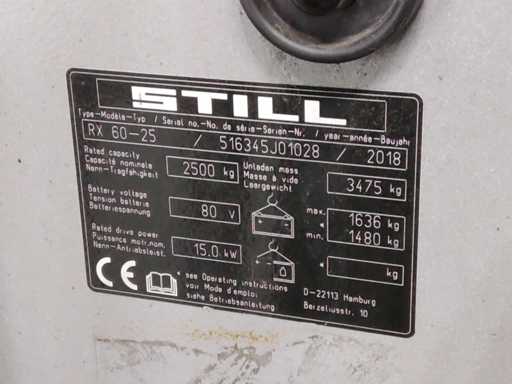 STILL
Type-Modèle-Typ / Serial no.-No. de série-Serien-Nr. / year-année-Baujahr
RX 60-25 / 516345J01028 / 2018
Rated capacity
Capacité nominale
Nenn-Tragfähigkeit
2500 kg
Unladen mass
Masse à vide
Leergewicht
3475 kg
Battery voltage
Tension batterie
Batteriespannung
80 V
max. 1636 kg
min. 1480 kg
Rated drive power
Puissance motr.nom.
Nenn-Antriebsleist.
15.0 kW
* kg
CE
* see Operating instructions
voir Mode d'emploi
siehe Betriebsanleitung
D-22113 Hamburg
Berzeliusstr. 10